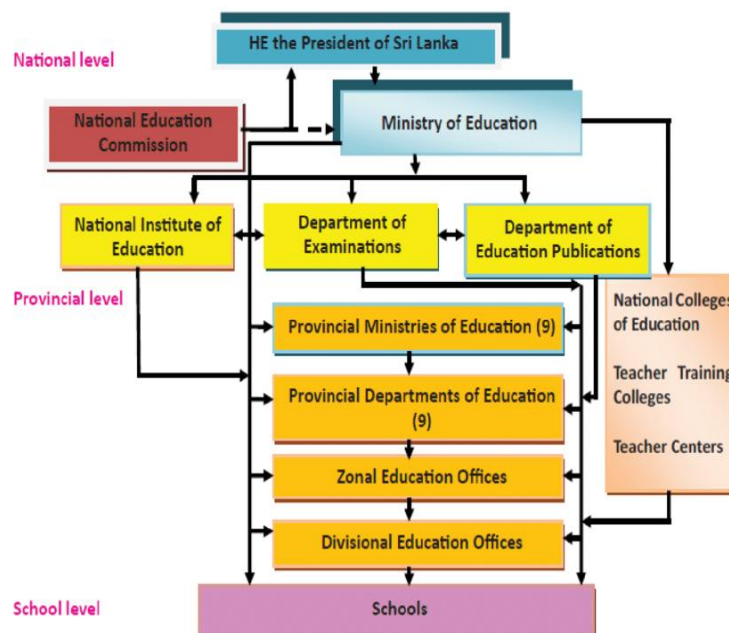 HE the President of Sri Lanka
National level
National Education
Commission
Ministry of Education
National Institute of
Education
Department of
Examinations
Department of
Education Publications
Provincial level
National Colleges
of Education
Teacher Training
Colleges
Teacher Centers
Provincial Ministries of Education (9)
Provincial Departments of Education
(9)
Zonal Education Offices
Divisional Education Offices
School level
Schools